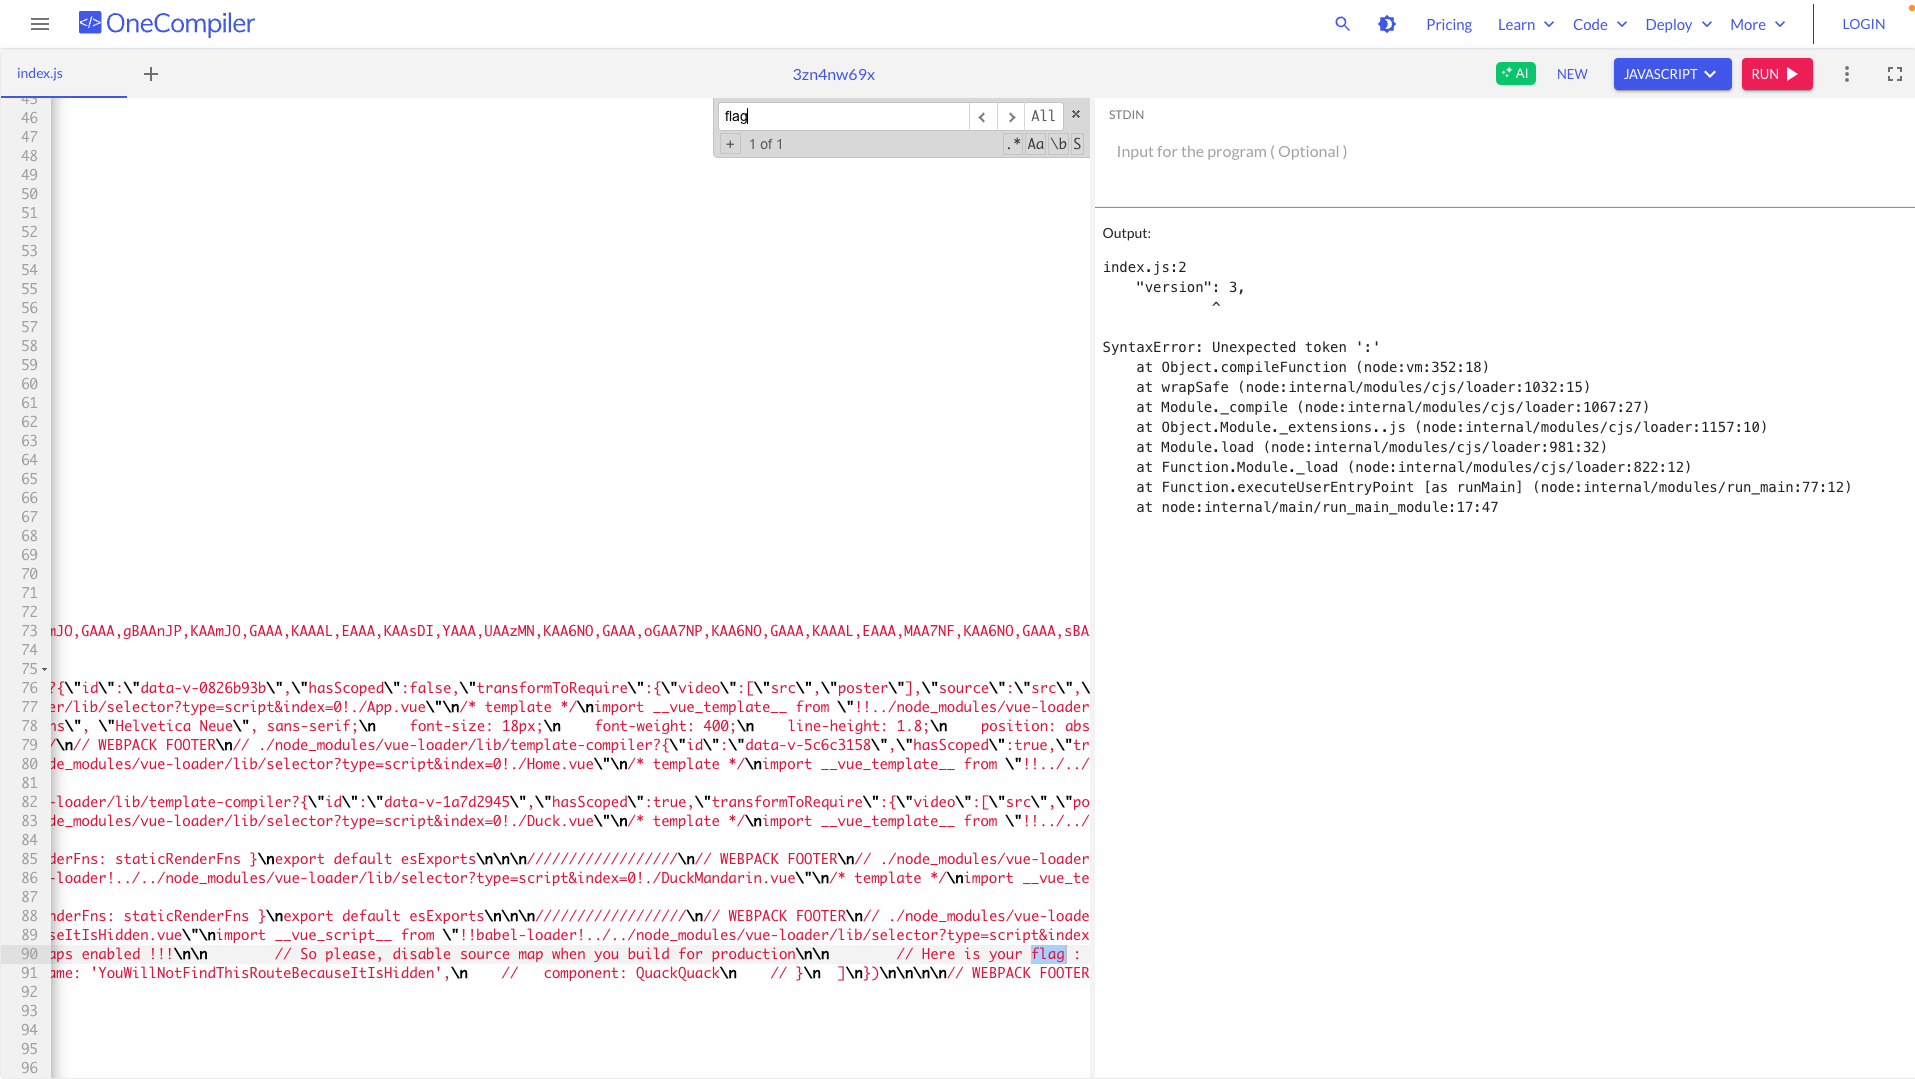 OneCompiler
Pricing
Learn
Code
Deploy
More
LOGIN
index.js
3zn4nw69x
AI
NEW
JAVASCRIPT
RUN
flag
All
+ 1 of 1
.* Aa \b S
STDIN
Input for the program ( Optional )
Output:
index.js:2
"version": 3,
^
SyntaxError: Unexpected token ':'
at Object.compileFunction (node:vm:352:18)
at wrapSafe (node:internal/modules/cjs/loader:1032:15)
at Module._compile (node:internal/modules/cjs/loader:1067:27)
at Object.Module._extensions..js (node:internal/modules/cjs/loader:1157:10)
at Module.load (node:internal/modules/cjs/loader:981:32)
at Function.Module._load (node:internal/modules/cjs/loader:822:12)
at Function.executeUserEntryPoint [as runMain] (node:internal/modules/run_main:77:12)
at node:internal/main/run_main_module:17:47
45
46
47
48
49
50
51
52
53
54
55
56
57
58
59
60
61
62
63
64
65
66
67
68
69
70
71
72
73 mJO,GAAA,gBAAnJP,KAAmJO,GAAA,KAAAL,EAAA,KAAsDI,YAAA,UAAzMN,KAA6NO,GAAA,oGAA7NP,KAA6NO,GAAA,KAAAL,EAAA,MAA7NF,KAA6NO,GAAA,sBA
74
75
76 ?{\"id\":\"data-v-0826b93b\",\"hasScoped\":false,\"transformToRequire\":{\"video\":[\"src\",\"poster\"],\"source\":\"src\",\
77 er/lib/selector?type=script&index=0!./App.vue\"\n/* template */\nimport __vue_template__ from \"!!../node_modules/vue-loader
78 ns\", \"Helvetica Neue\", sans-serif;\n    font-size: 18px;\n    font-weight: 400;\n    line-height: 1.8;\n    position: abs
79 /\n// WEBPACK FOOTER\n// ./node_modules/vue-loader/lib/template-compiler?{\"id\":\"data-v-5c6c3158\",\"hasScoped\":true,\"tr
80 de_modules/vue-loader/lib/selector?type=script&index=0!./Home.vue\"\n/* template */\nimport __vue_template__ from \"!!../../
81
82 -loader/lib/template-compiler?{\"id\":\"data-v-1a7d2945\",\"hasScoped\":true,\"transformToRequire\":{\"video\":[\"src\",\"po
83 de_modules/vue-loader/lib/selector?type=script&index=0!./Duck.vue\"\n/* template */\nimport __vue_template__ from \"!!../../
84
85 derFns: staticRenderFns }\nexport default esExports\n\n\n//////////////////\n// WEBPACK FOOTER\n// ./node_modules/vue-loader
86 -loader!../../node_modules/vue-loader/lib/selector?type=script&index=0!./DuckMandarin.vue\"\n/* template */\nimport __vue_te
87
88 nderFns: staticRenderFns }\nexport default esExports\n\n\n//////////////////\n// WEBPACK FOOTER\n// ./node_modules/vue-loade
89 seItIsHidden.vue\"\nimport __vue_script__ from \"!!babel-loader!../../node_modules/vue-loader/lib/selector?type=script&index
90 aps enabled !!!\n\n        // So please, disable source map when you build for production\n\n        // Here is your flag :
91 ame: 'YouWillNotFindThisRouteBecauseItIsHidden',\n    //   component: QuackQuack\n    // }\n  ]\n})\n\n\n\n// WEBPACK FOOTER
92
93
94
95
96